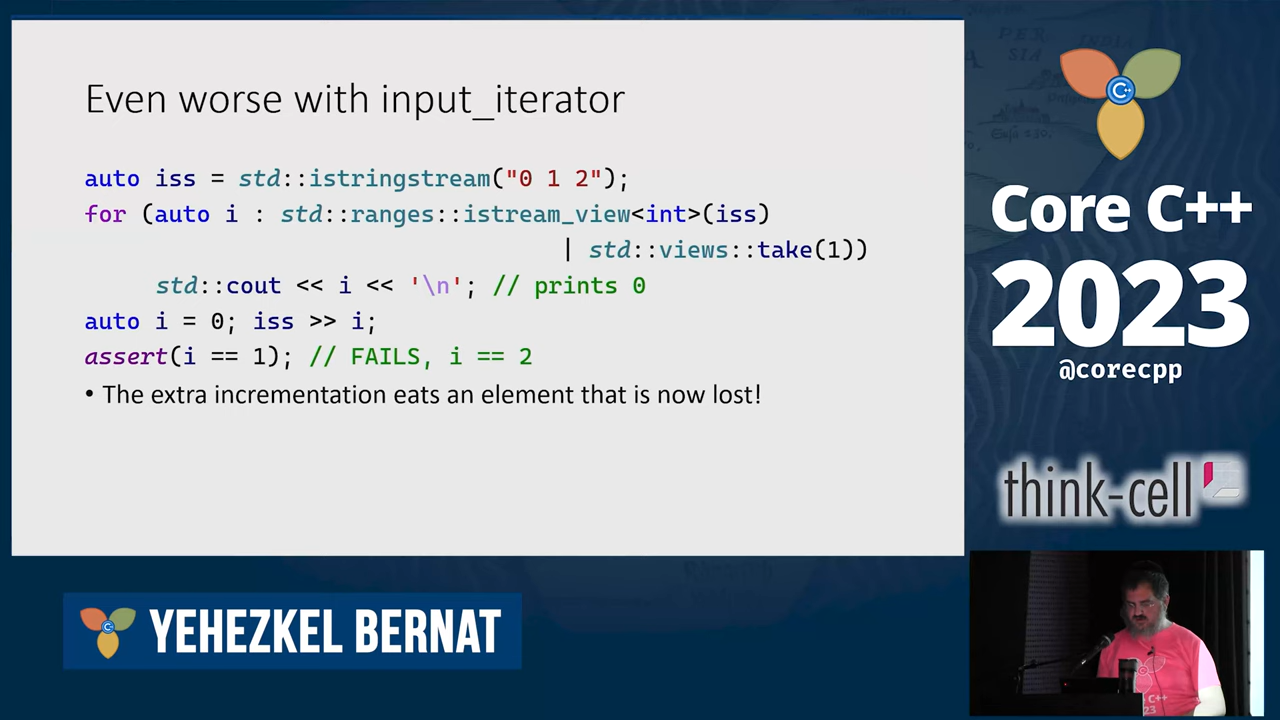 Even worse with input_iterator
auto iss = std::istringstream("0 1 2");
for (auto i : std::ranges::istream_view<int>(iss)
| std::views::take(1))
std::cout << i << '\n'; // prints 0
auto i = 0; iss >> i;
assert(i == 1); // FAILS, i == 2
• The extra incrementation eats an element that is now lost!
C++
Core C++
2023
@corecpp
think-cell
C++
YEHEZKEL BERNAT